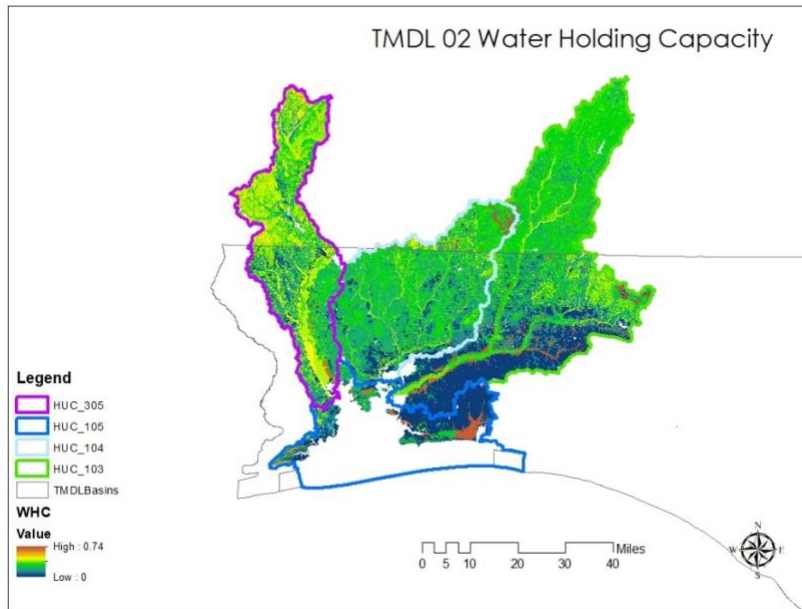 TMDL 02 Water Holding Capacity
Legend
HUC_305
HUC_105
HUC_104
HUC_103
TMDLBasins
WHC
Value
High : 0.74
Low : 0
Miles
0 5 10 20 30 40
N
W E
S